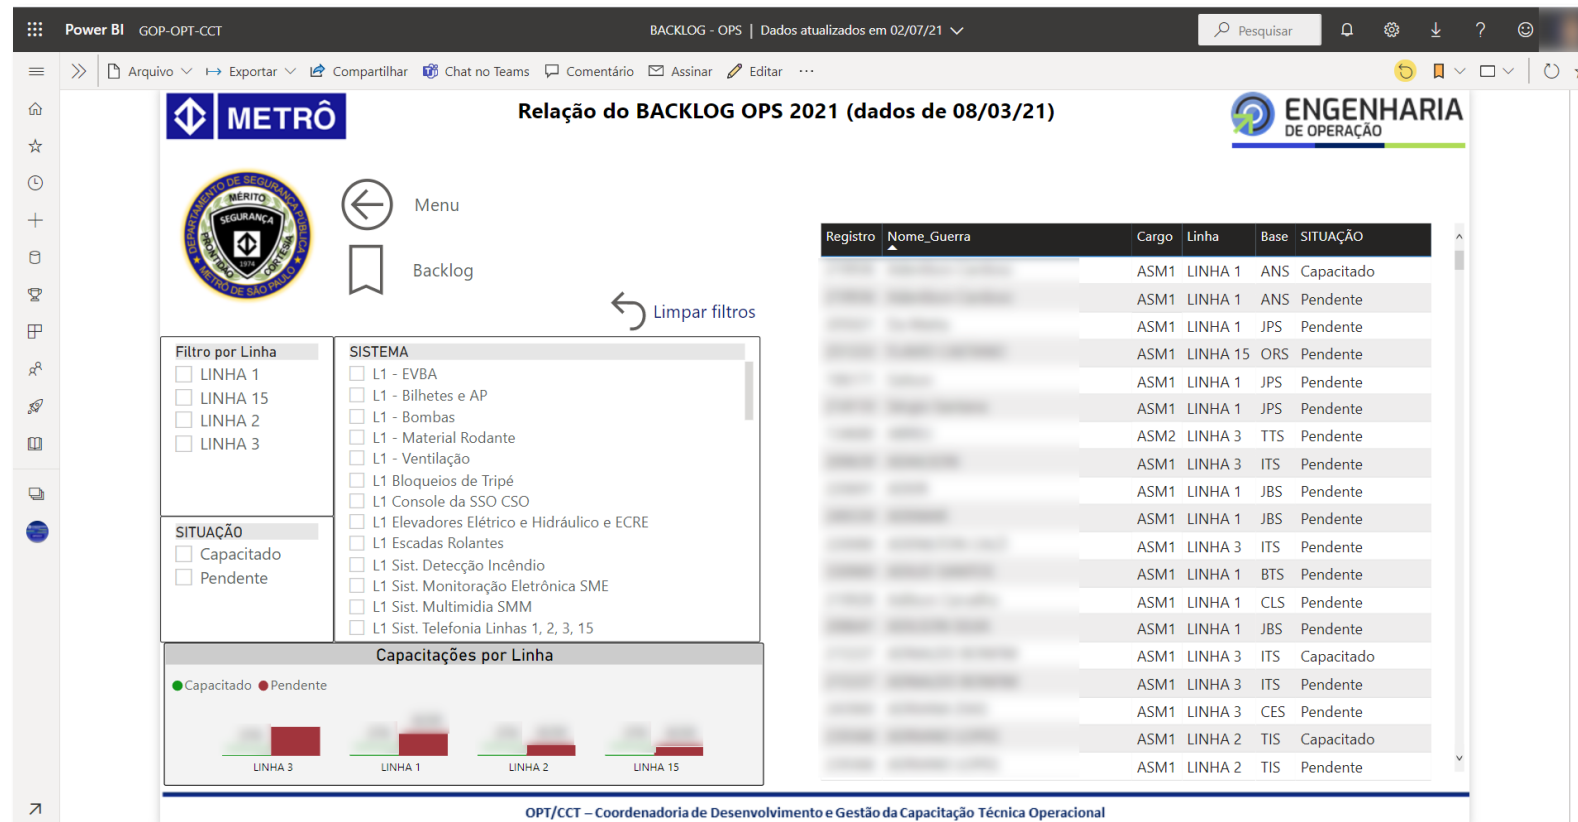 Power BI GOP-OPT-CCT
BACKLOG - OPS | Dados atualizados em 02/07/21
Pesquisar
?
Arquivo
Exportar
Compartilhar
Chat no Teams
Comentário
Assinar
Editar
...
METRÔ
Relação do BACKLOG OPS 2021 (dados de 08/03/21)
ENGENHARIA
DE OPERAÇÃO
DEPARTAMENTO DE SEGURANÇA PÚBLICA
MÉRITO
SEGURANÇA
PRONTIDÃO
CORTESIA
1974
METRÔ DE SÃO PAULO
Menu
Backlog
Limpar filtros
Filtro por Linha
LINHA 1
LINHA 15
LINHA 2
LINHA 3
SITUAÇÃO
Capacitado
Pendente
SISTEMA
L1 - EVBA
L1 - Bilhetes e AP
L1 - Bombas
L1 - Material Rodante
L1 - Ventilação
L1 Bloqueios de Tripé
L1 Console da SSO CSO
L1 Elevadores Elétrico e Hidráulico e ECRE
L1 Escadas Rolantes
L1 Sist. Detecção Incêndio
L1 Sist. Monitoração Eletrônica SME
L1 Sist. Multimidia SMM
L1 Sist. Telefonia Linhas 1, 2, 3, 15
Capacitações por Linha
Capacitado Pendente
LINHA 3 LINHA 1 LINHA 2 LINHA 15
Registro Nome_Guerra Cargo Linha Base SITUAÇÃO
ASM1 LINHA 1 ANS Capacitado
ASM1 LINHA 1 ANS Pendente
ASM1 LINHA 1 JPS Pendente
ASM1 LINHA 15 ORS Pendente
ASM1 LINHA 1 JPS Pendente
ASM1 LINHA 1 JPS Pendente
ASM2 LINHA 3 TTS Pendente
ASM1 LINHA 3 ITS Pendente
ASM1 LINHA 1 JBS Pendente
ASM1 LINHA 1 JBS Pendente
ASM1 LINHA 3 ITS Pendente
ASM1 LINHA 1 BTS Pendente
ASM1 LINHA 1 CLS Pendente
ASM1 LINHA 1 JBS Pendente
ASM1 LINHA 3 ITS Capacitado
ASM1 LINHA 3 ITS Pendente
ASM1 LINHA 3 CES Pendente
ASM1 LINHA 2 TIS Capacitado
ASM1 LINHA 2 TIS Pendente
OPT/CCT – Coordenadoria de Desenvolvimento e Gestão da Capacitação Técnica Operacional